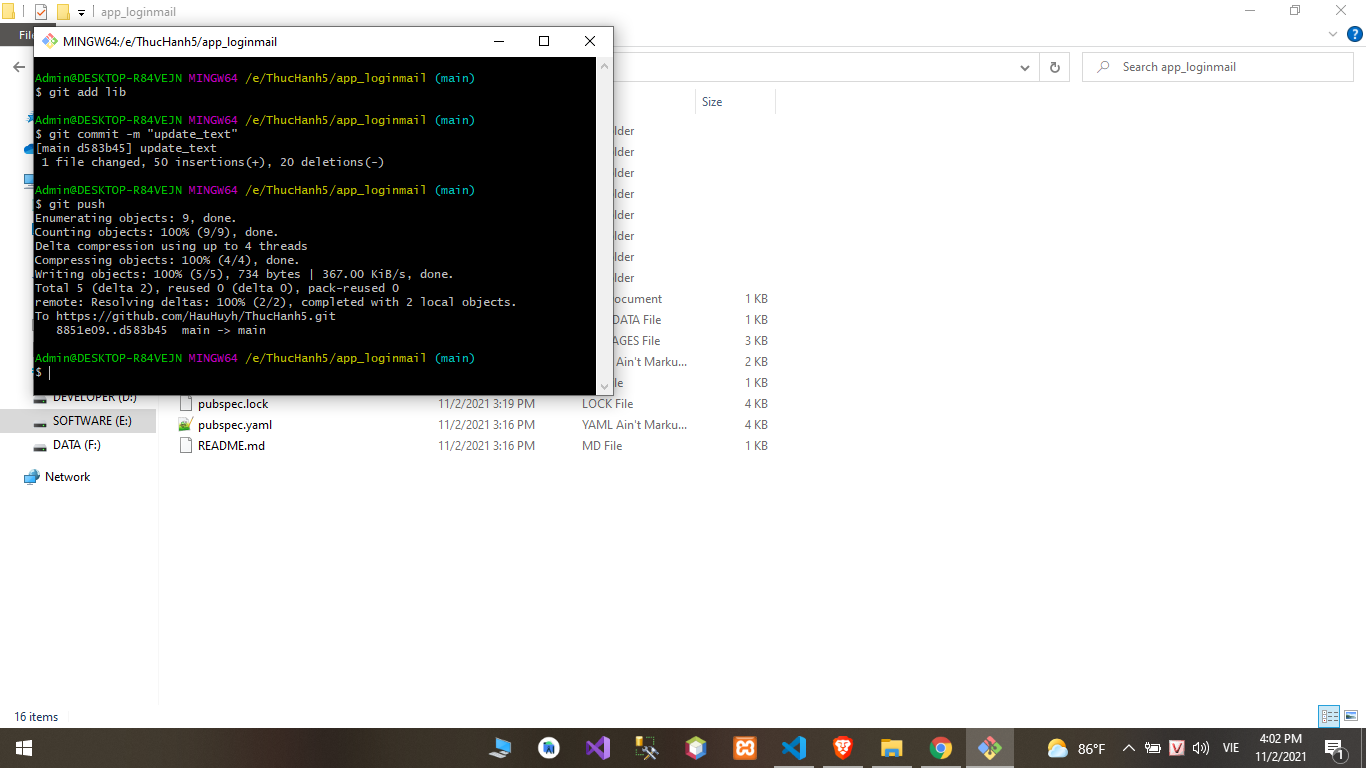 app_loginmail
Fil
MINGW64:/e/ThucHanh5/app_loginmail
Admin@DESKTOP-R84VEJN MINGW64 /e/ThucHanh5/app_loginmail (main)
$ git add lib
Admin@DESKTOP-R84VEJN MINGW64 /e/ThucHanh5/app_loginmail (main)
$ git commit -m "update_text"
[main d583b45] update_text
1 file changed, 50 insertions(+), 20 deletions(-)
Admin@DESKTOP-R84VEJN MINGW64 /e/ThucHanh5/app_loginmail (main)
$ git push
Enumerating objects: 9, done.
Counting objects: 100% (9/9), done.
Delta compression using up to 4 threads
Compressing objects: 100% (4/4), done.
Writing objects: 100% (5/5), 734 bytes | 367.00 KiB/s, done.
Total 5 (delta 2), reused 0 (delta 0), pack-reused 0
remote: Resolving deltas: 100% (2/2), completed with 2 local objects.
To https://github.com/HauHuyh/ThucHanh5.git
8851e09..d583b45 main -> main
Admin@DESKTOP-R84VEJN MINGW64 /e/ThucHanh5/app_loginmail (main)
$
Search app_loginmail
Size
lder
lder
lder
lder
lder
lder
lder
lder
ocument 1 KB
DATA File 1 KB
AGES File 3 KB
Ain't Marku... 2 KB
ile 1 KB
pubspec.lock 11/2/2021 3:19 PM LOCK File 4 KB
pubspec.yaml 11/2/2021 3:16 PM YAML Ain't Marku... 4 KB
README.md 11/2/2021 3:16 PM MD File 1 KB
DEVELOPER (D:)
SOFTWARE (E:)
DATA (F:)
Network
16 items
86°F
VIE
4:02 PM
11/2/2021
1